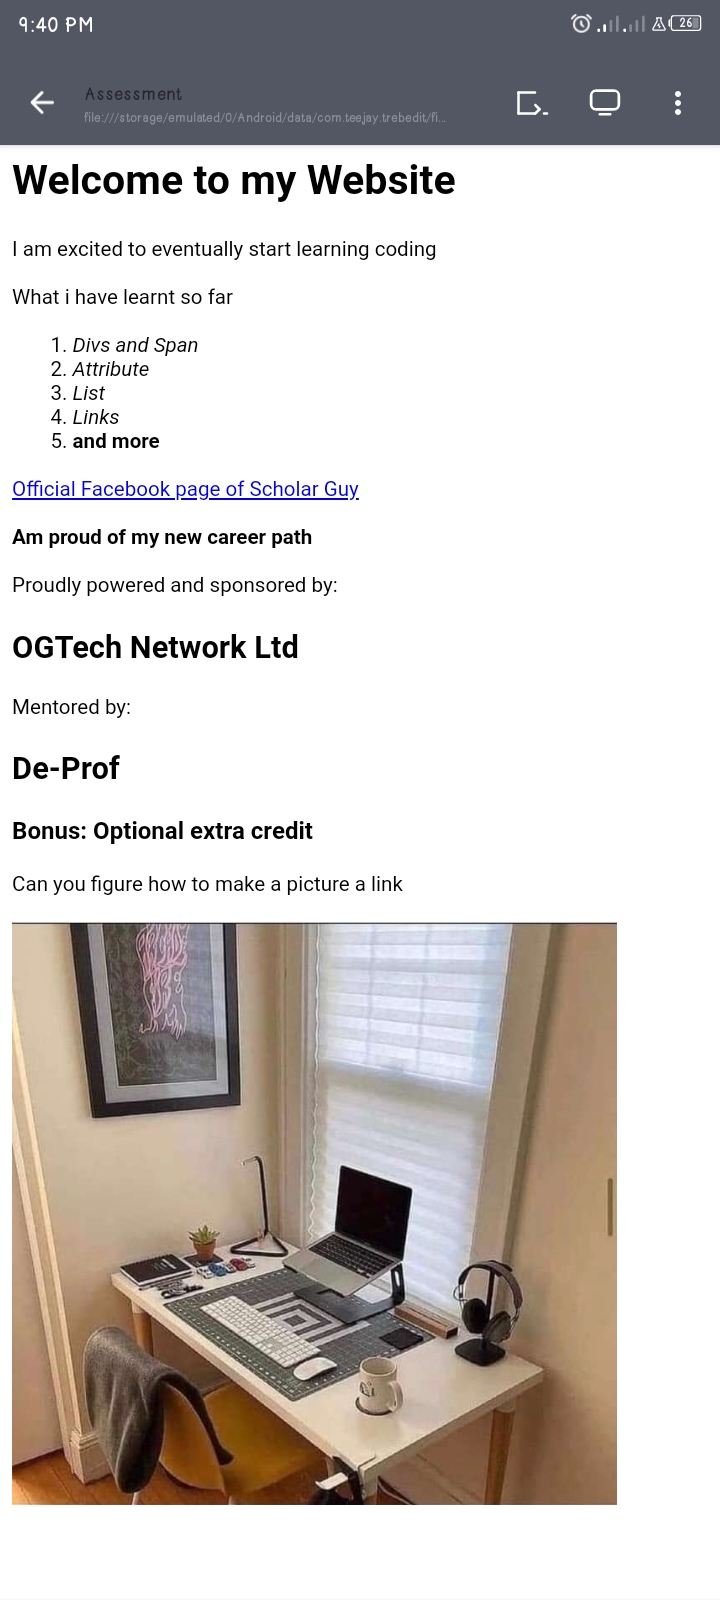 9:40 PM
26
Assessment
file:///storage/emulated/0/Android/data/com.teejay.trebedit/fi...
Welcome to my Website
I am excited to eventually start learning coding
What i have learnt so far
1. Divs and Span
2. Attribute
3. List
4. Links
5. and more
Official Facebook page of Scholar Guy
Am proud of my new career path
Proudly powered and sponsored by:
OGTech Network Ltd
Mentored by:
De-Prof
Bonus: Optional extra credit
Can you figure how to make a picture a link